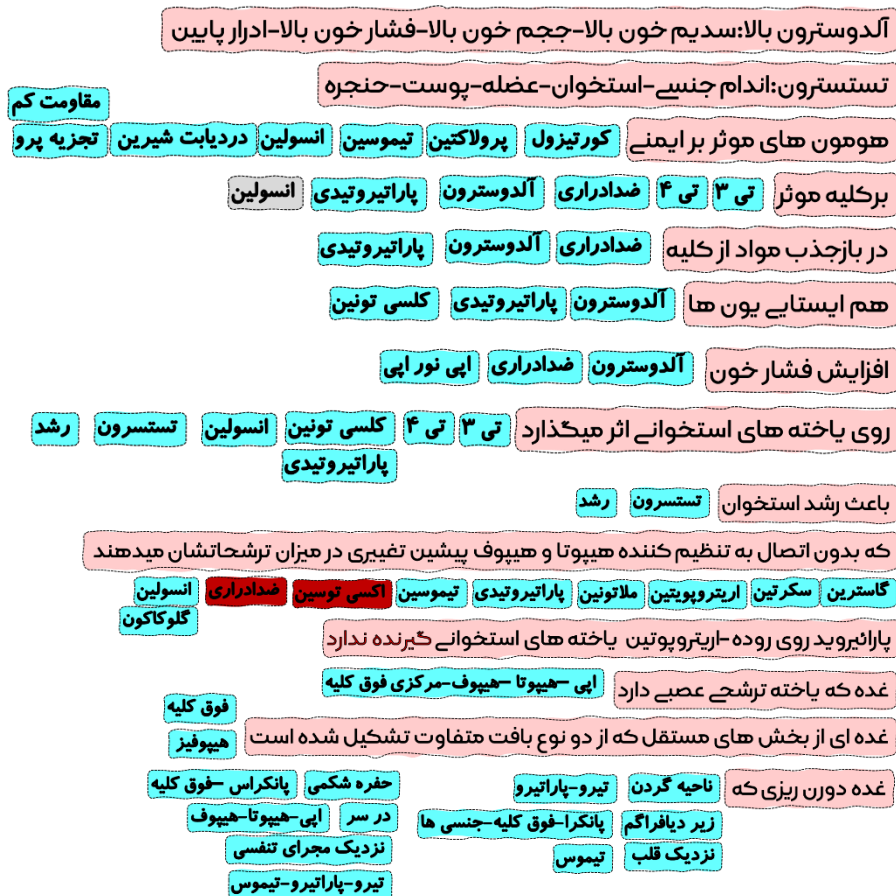 آلدوسترون بالا:سدیم خون بالا-ججم خون بالا-فشار خون بالا-ادرار پایین
تستسترون:اندام جنسی-استخوان-عضله-پوست-حنجره
مقاومت کم
هومون های موثر بر ایمنی کورتیزول پرولاکتین تیموسین انسولین دردیابت شیرین تجزیه پرو
برکلیه موثر تی ۳ تی ۴ ضدادراری آلدوسترون پاراتیروتیدی انسولین
در بازجذب مواد از کلیه ضدادراری آلدوسترون پاراتیروتیدی
هم ایستایی یون ها آلدوسترون پاراتیروتیدی کلسی تونین
افزایش فشار خون آلدوسترون ضدادراری اپی نور اپی
روی یاخته های استخوانی اثر میگذارد تی ۳ تی ۴ کلسی تونین انسولین تستسرون رشد
پاراتیروتیدی
باعث رشد استخوان تستسرون رشد
که بدون اتصال به تنظیم کننده هیپوتا و هیپوف پیشین تغییری در میزان ترشحاتشان میدهند
گاسترین سکرتین اریتروپویتین ملاتونین پاراتیروتیدی تیموسین اکسی توسین ضدادراری انسولین
گلوکاکون
پارائیروید روی روده-اریتروپوتین یاخته های استخوانی گیرنده ندارد
غده که یاخته ترشحی عصبی دارد اپی-هیپوتا-هیپوف-مرکزی فوق کلیه
غده ای از بخش های مستقل که از دو نوع بافت متفاوت تشکیل شده است فوق کلیه
هیپوفیز
غده دورن ریزی که ناحیه گردن تیرو-پاراتیرو حفره شکمی پانکراس-فوق کلیه
زیر دیافراگم پانکرا-فوق کلیه-جنسی ها در سر اپی-هیپوتا-هیپوف
نزدیک قلب تیموس نزدیک مجرای تنفسی
تیرو-پاراتیرو-تیموس